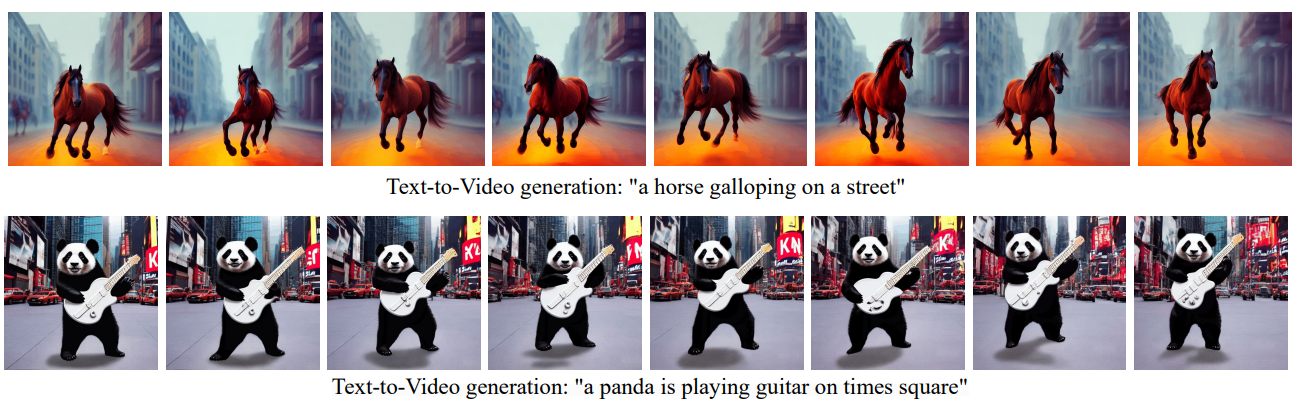 Text-to-Video generation: "a horse galloping on a street"
Text-to-Video generation: "a panda is playing guitar on times square"